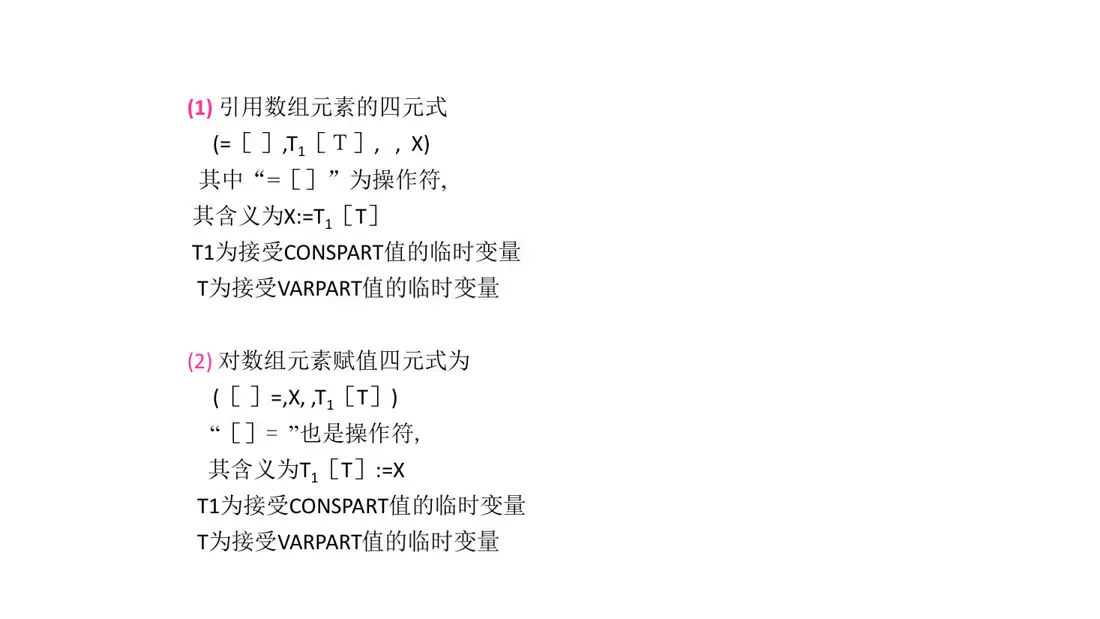 (1) 引用数组元素的四元式
(=［ ］,T₁［ T ］, , X)
其中“=［］”为操作符,
其含义为X:=T₁［T］
T1为接受CONSPART值的临时变量
T为接受VARPART值的临时变量
(2) 对数组元素赋值四元式为
(［ ］=,X, ,T₁［T］)
“［］= ”也是操作符,
其含义为T₁［T］:=X
T1为接受CONSPART值的临时变量
T为接受VARPART值的临时变量